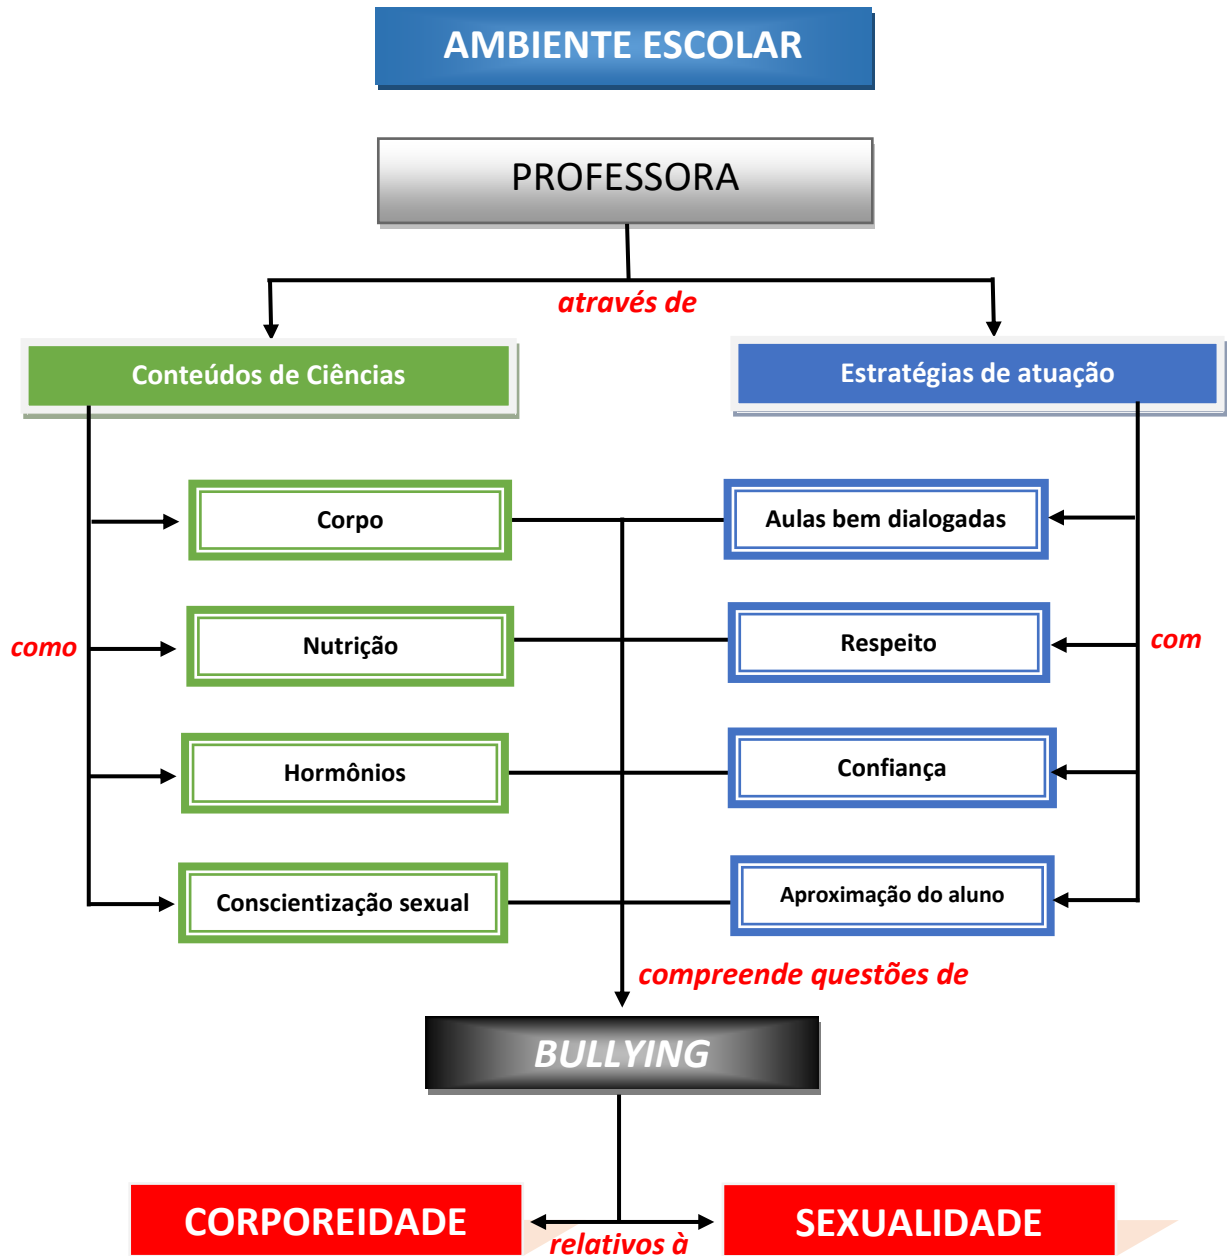 AMBIENTE ESCOLAR
PROFESSORA
através de
Conteúdos de Ciências
Estratégias de atuação
Corpo
Aulas bem dialogadas
como
Nutrição
Respeito
com
Hormônios
Confiança
Conscientização sexual
Aproximação do aluno
compreende questões de
BULLYING
CORPOREIDADE
SEXUALIDADE
relativos à